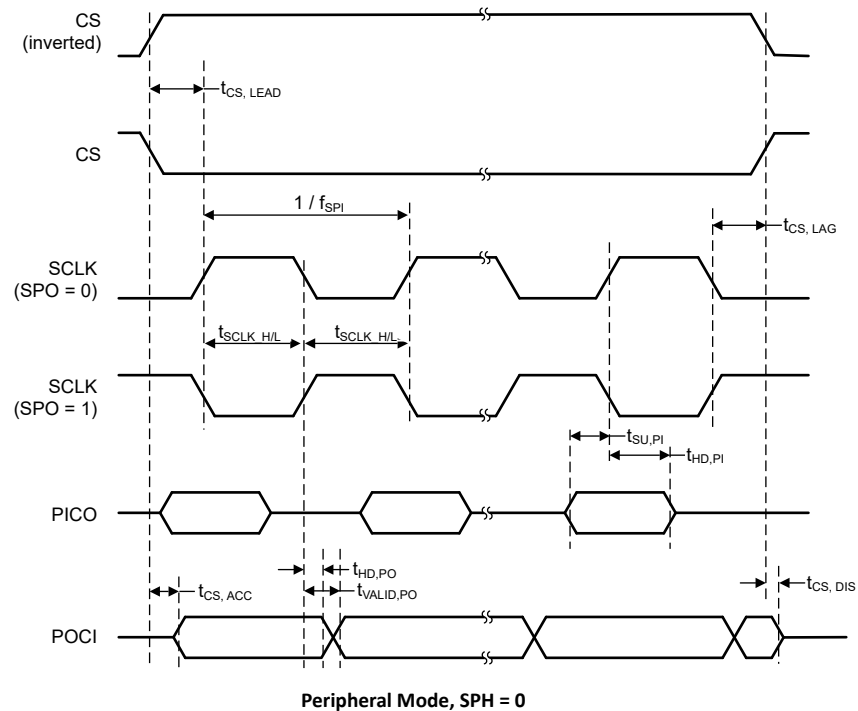 CS
(inverted)
tCS, LEAD
CS
1 / fSPI
tCS, LAG
SCLK
(SPO = 0)
tSCLK_H/L
tSCLK_H/L
SCLK
(SPO = 1)
tSU,PI
tHD,PI
PICO
tHD,PO
tCS, ACC
tVALID,PO
tCS, DIS
POCI
Peripheral Mode, SPH = 0